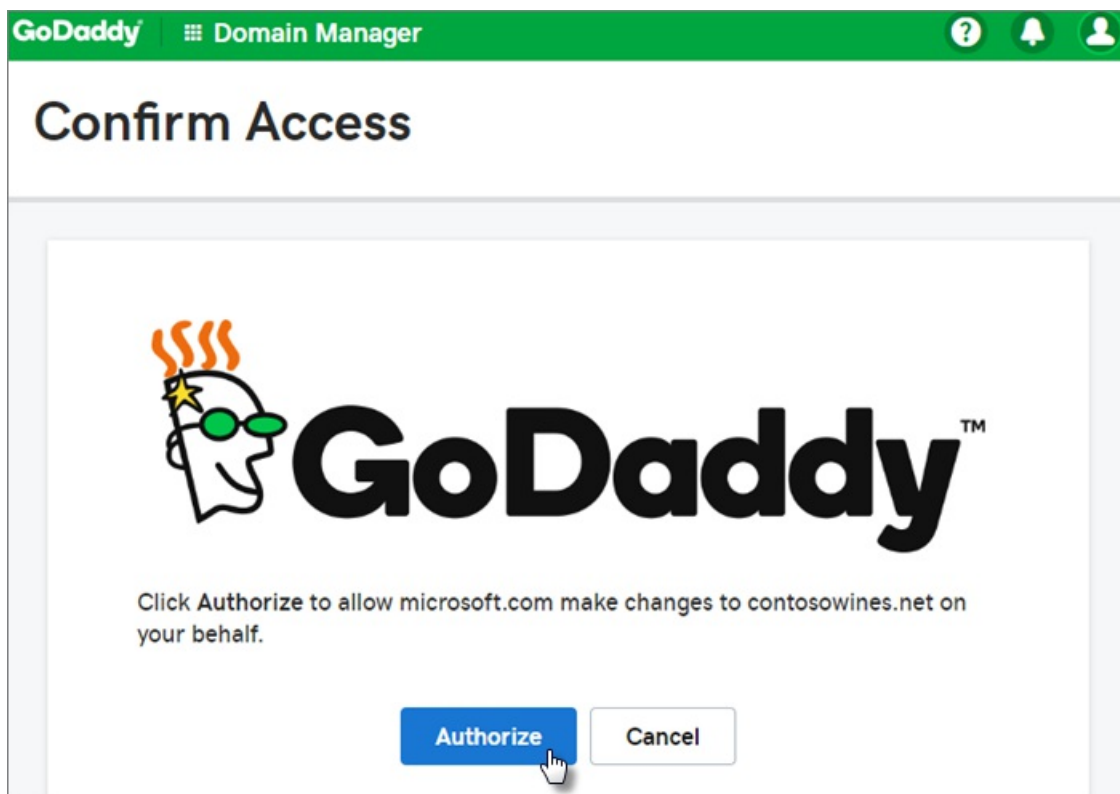 GoDaddy Domain Manager ?
Confirm Access
GoDaddy™
Click Authorize to allow microsoft.com make changes to contosowines.net on
your behalf.
Authorize Cancel